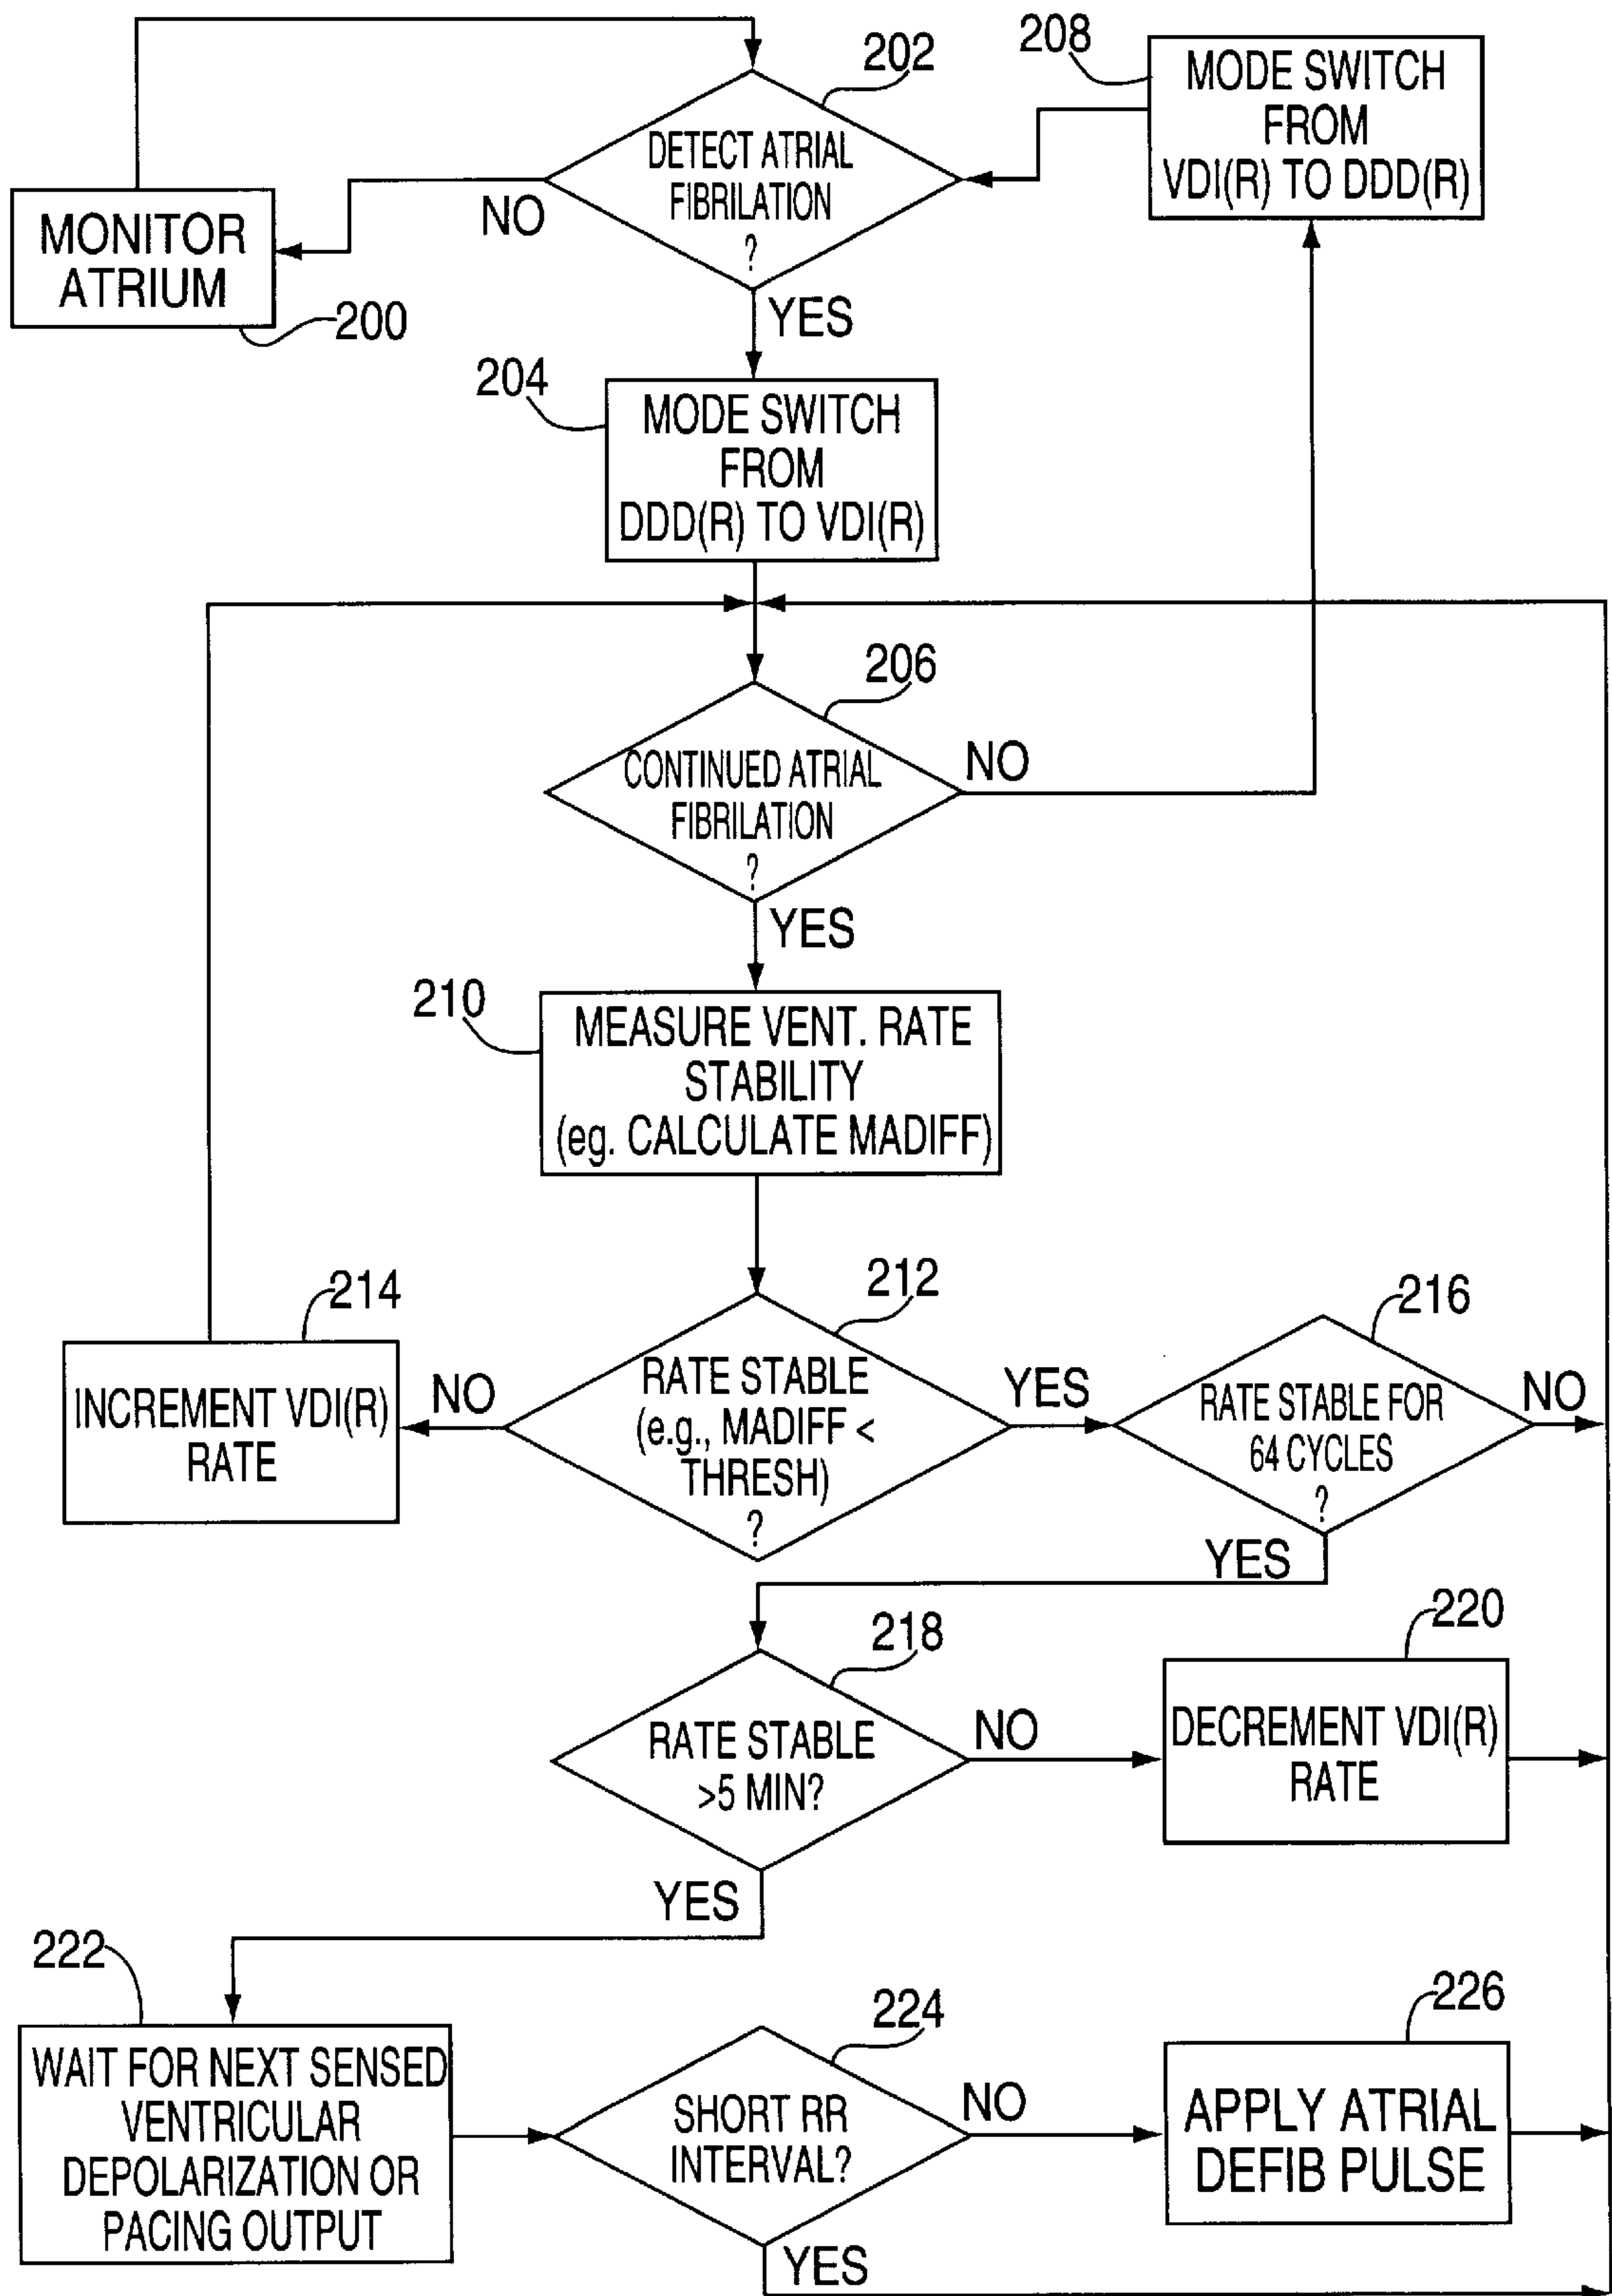 202
208
MODE SWITCH
FROM
VDI(R) TO DDD(R)
DETECT ATRIAL
FIBRILATION
?
NO
MONITOR
ATRIUM
200
YES
204
MODE SWITCH
FROM
DDD(R) TO VDI(R)
206
CONTINUED ATRIAL
FIBRILATION
?
NO
YES
210
MEASURE VENT. RATE
STABILITY
(eg. CALCULATE MADIFF)
212
214
216
INCREMENT VDI(R)
RATE
NO
RATE STABLE
(e.g., MADIFF <
THRESH)
?
YES
RATE STABLE FOR
64 CYCLES
?
NO
YES
218
220
RATE STABLE
>5 MIN?
NO
DECREMENT VDI(R)
RATE
YES
222
224
226
WAIT FOR NEXT SENSED
VENTRICULAR
DEPOLARIZATION OR
PACING OUTPUT
SHORT RR
INTERVAL?
NO
APPLY ATRIAL
DEFIB PULSE
YES